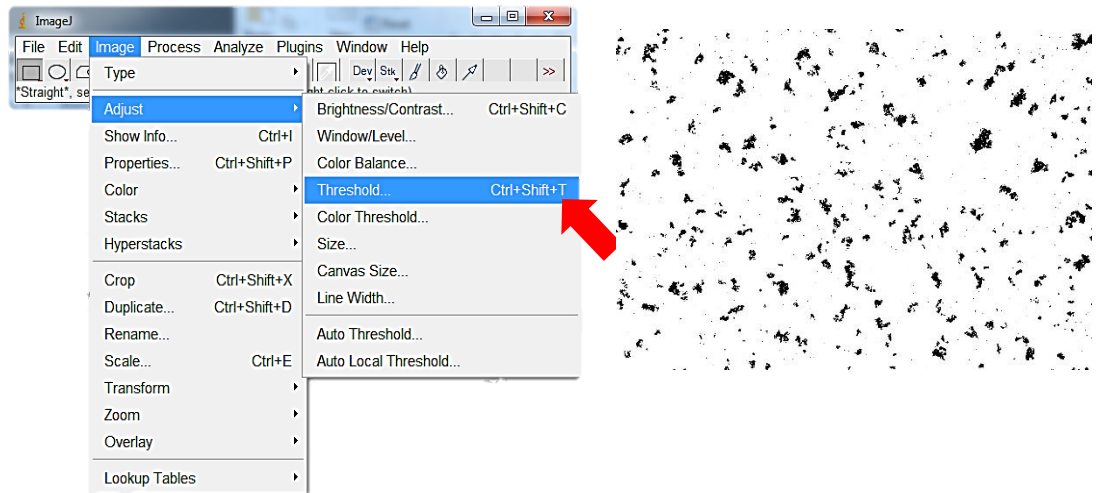 ImageJ
File Edit Image Process Analyze Plugins Window Help
Dev Stk >>
*Straight*, se
Type
Adjust
Show Info... Ctrl+I
Properties... Ctrl+Shift+P
Color
Stacks
Hyperstacks
Crop Ctrl+Shift+X
Duplicate... Ctrl+Shift+D
Rename...
Scale... Ctrl+E
Transform
Zoom
Overlay
Lookup Tables
Brightness/Contrast... Ctrl+Shift+C
Window/Level...
Color Balance...
Threshold... Ctrl+Shift+T
Color Threshold...
Size...
Canvas Size...
Line Width...
Auto Threshold...
Auto Local Threshold...